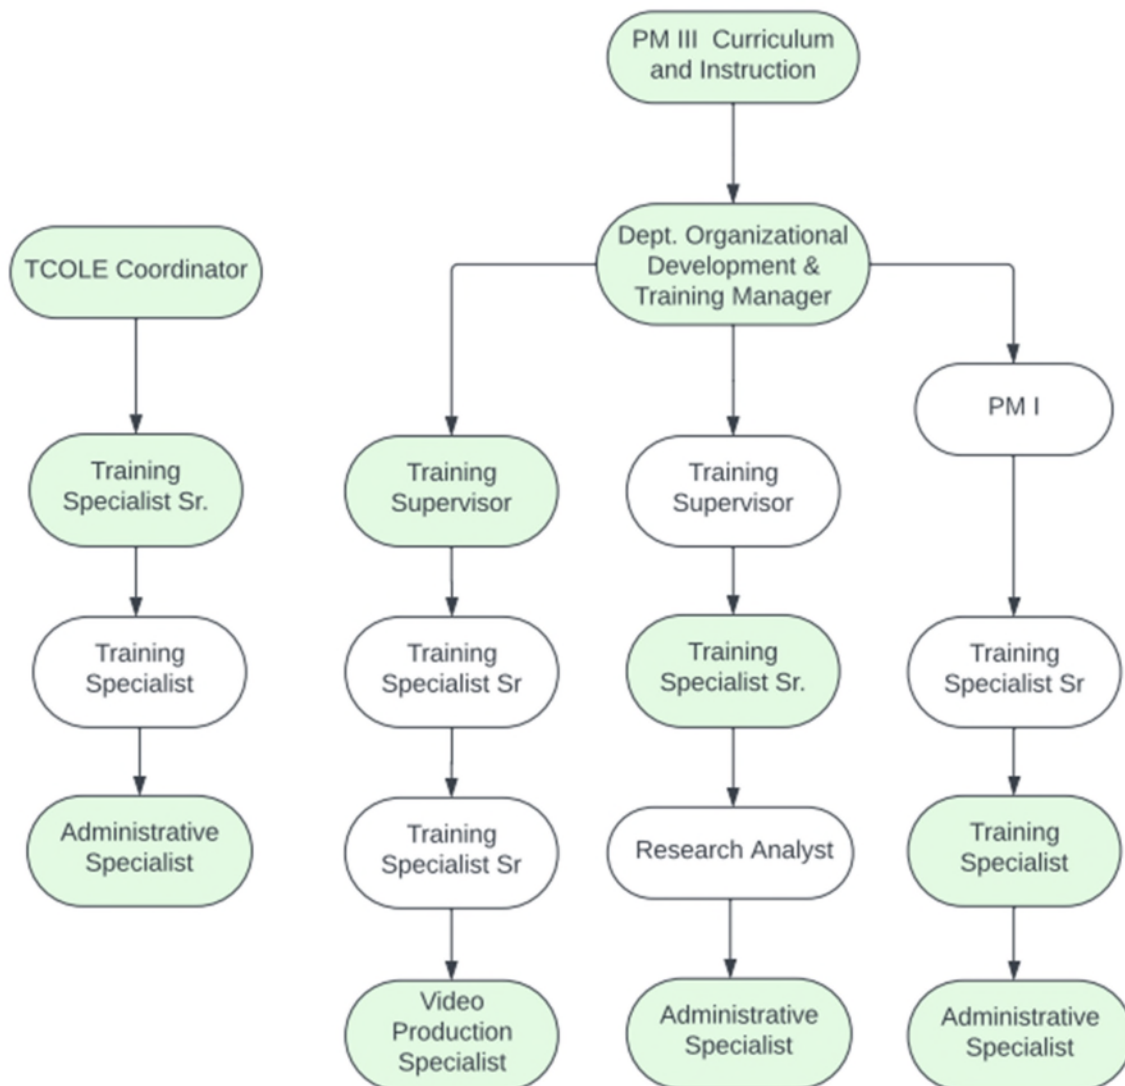 PM III Curriculum
and Instruction
Dept. Organizational
Development &
Training Manager
TCOLE Coordinator
PM I
Training
Specialist Sr.
Training
Supervisor
Training
Supervisor
Training
Specialist
Training
Specialist Sr
Training
Specialist Sr.
Training
Specialist Sr
Administrative
Specialist
Training
Specialist Sr
Research Analyst
Training
Specialist
Video
Production
Specialist
Administrative
Specialist
Administrative
Specialist